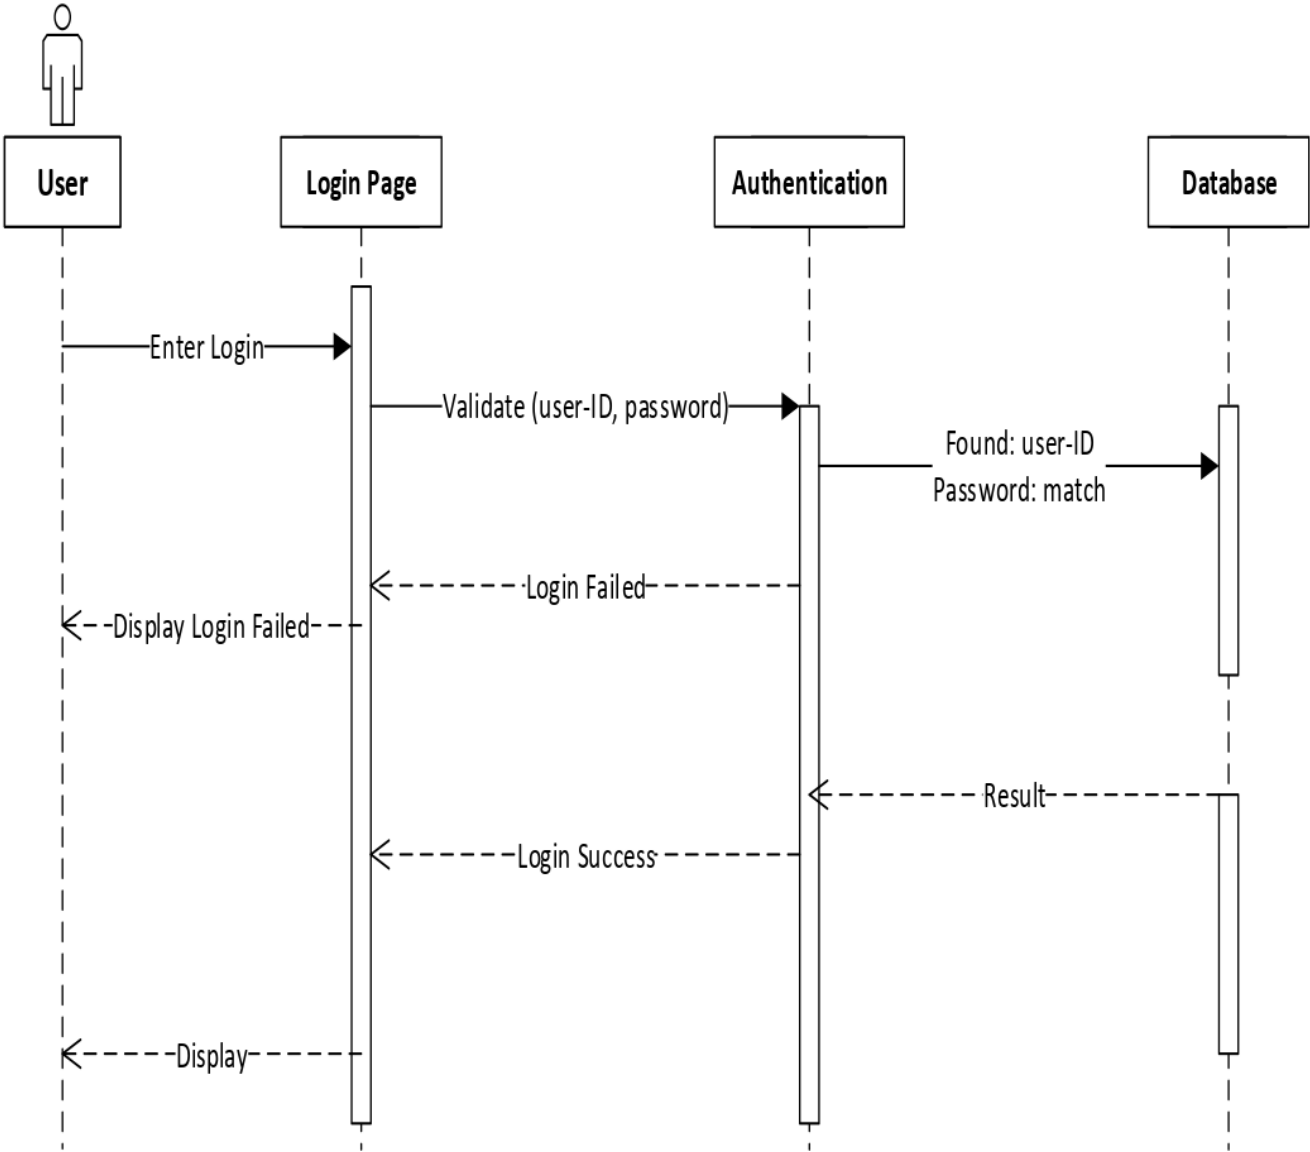 User
Login Page
Authentication
Database
Enter Login
Validate (user-ID, password)
Found: user-ID
Password: match
Login Failed
Display Login Failed
Result
Login Success
Display